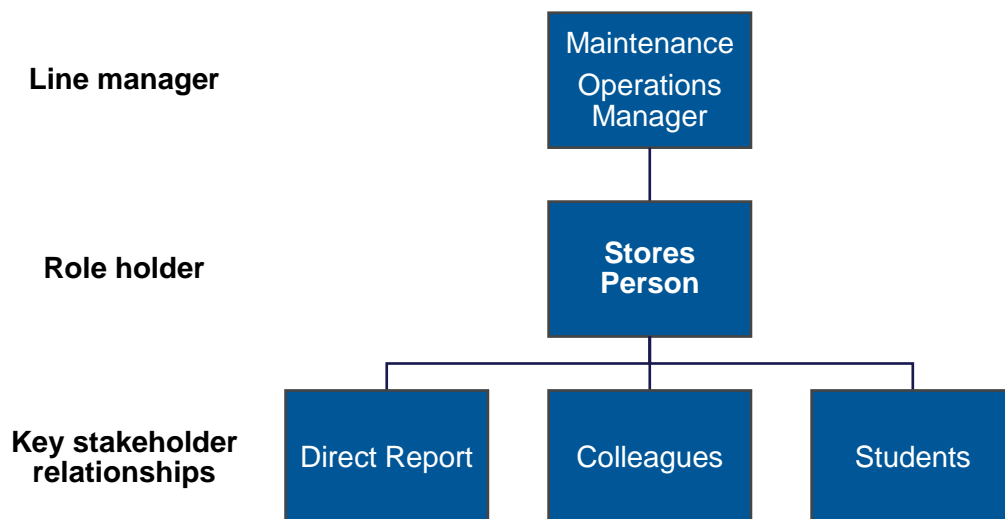 Line manager
Maintenance
Operations
Manager
Role holder
Stores
Person
Key stakeholder
relationships
Direct Report
Colleagues
Students